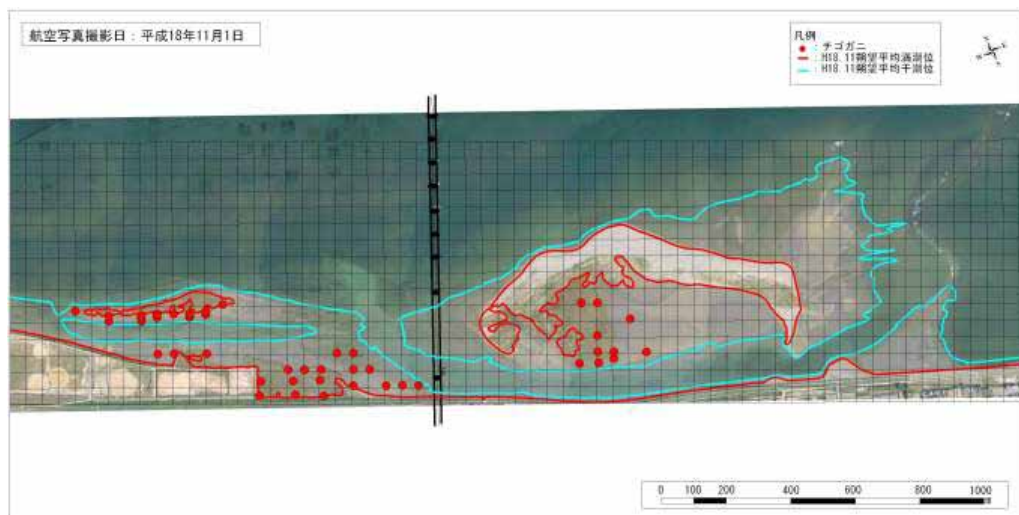 航空写真撮影日：平成18年11月1日
凡例
：チゴガニ
：H18.11朔望平均満潮位
：H18.11朔望平均干潮位
0 100 200 400 600 800 1000